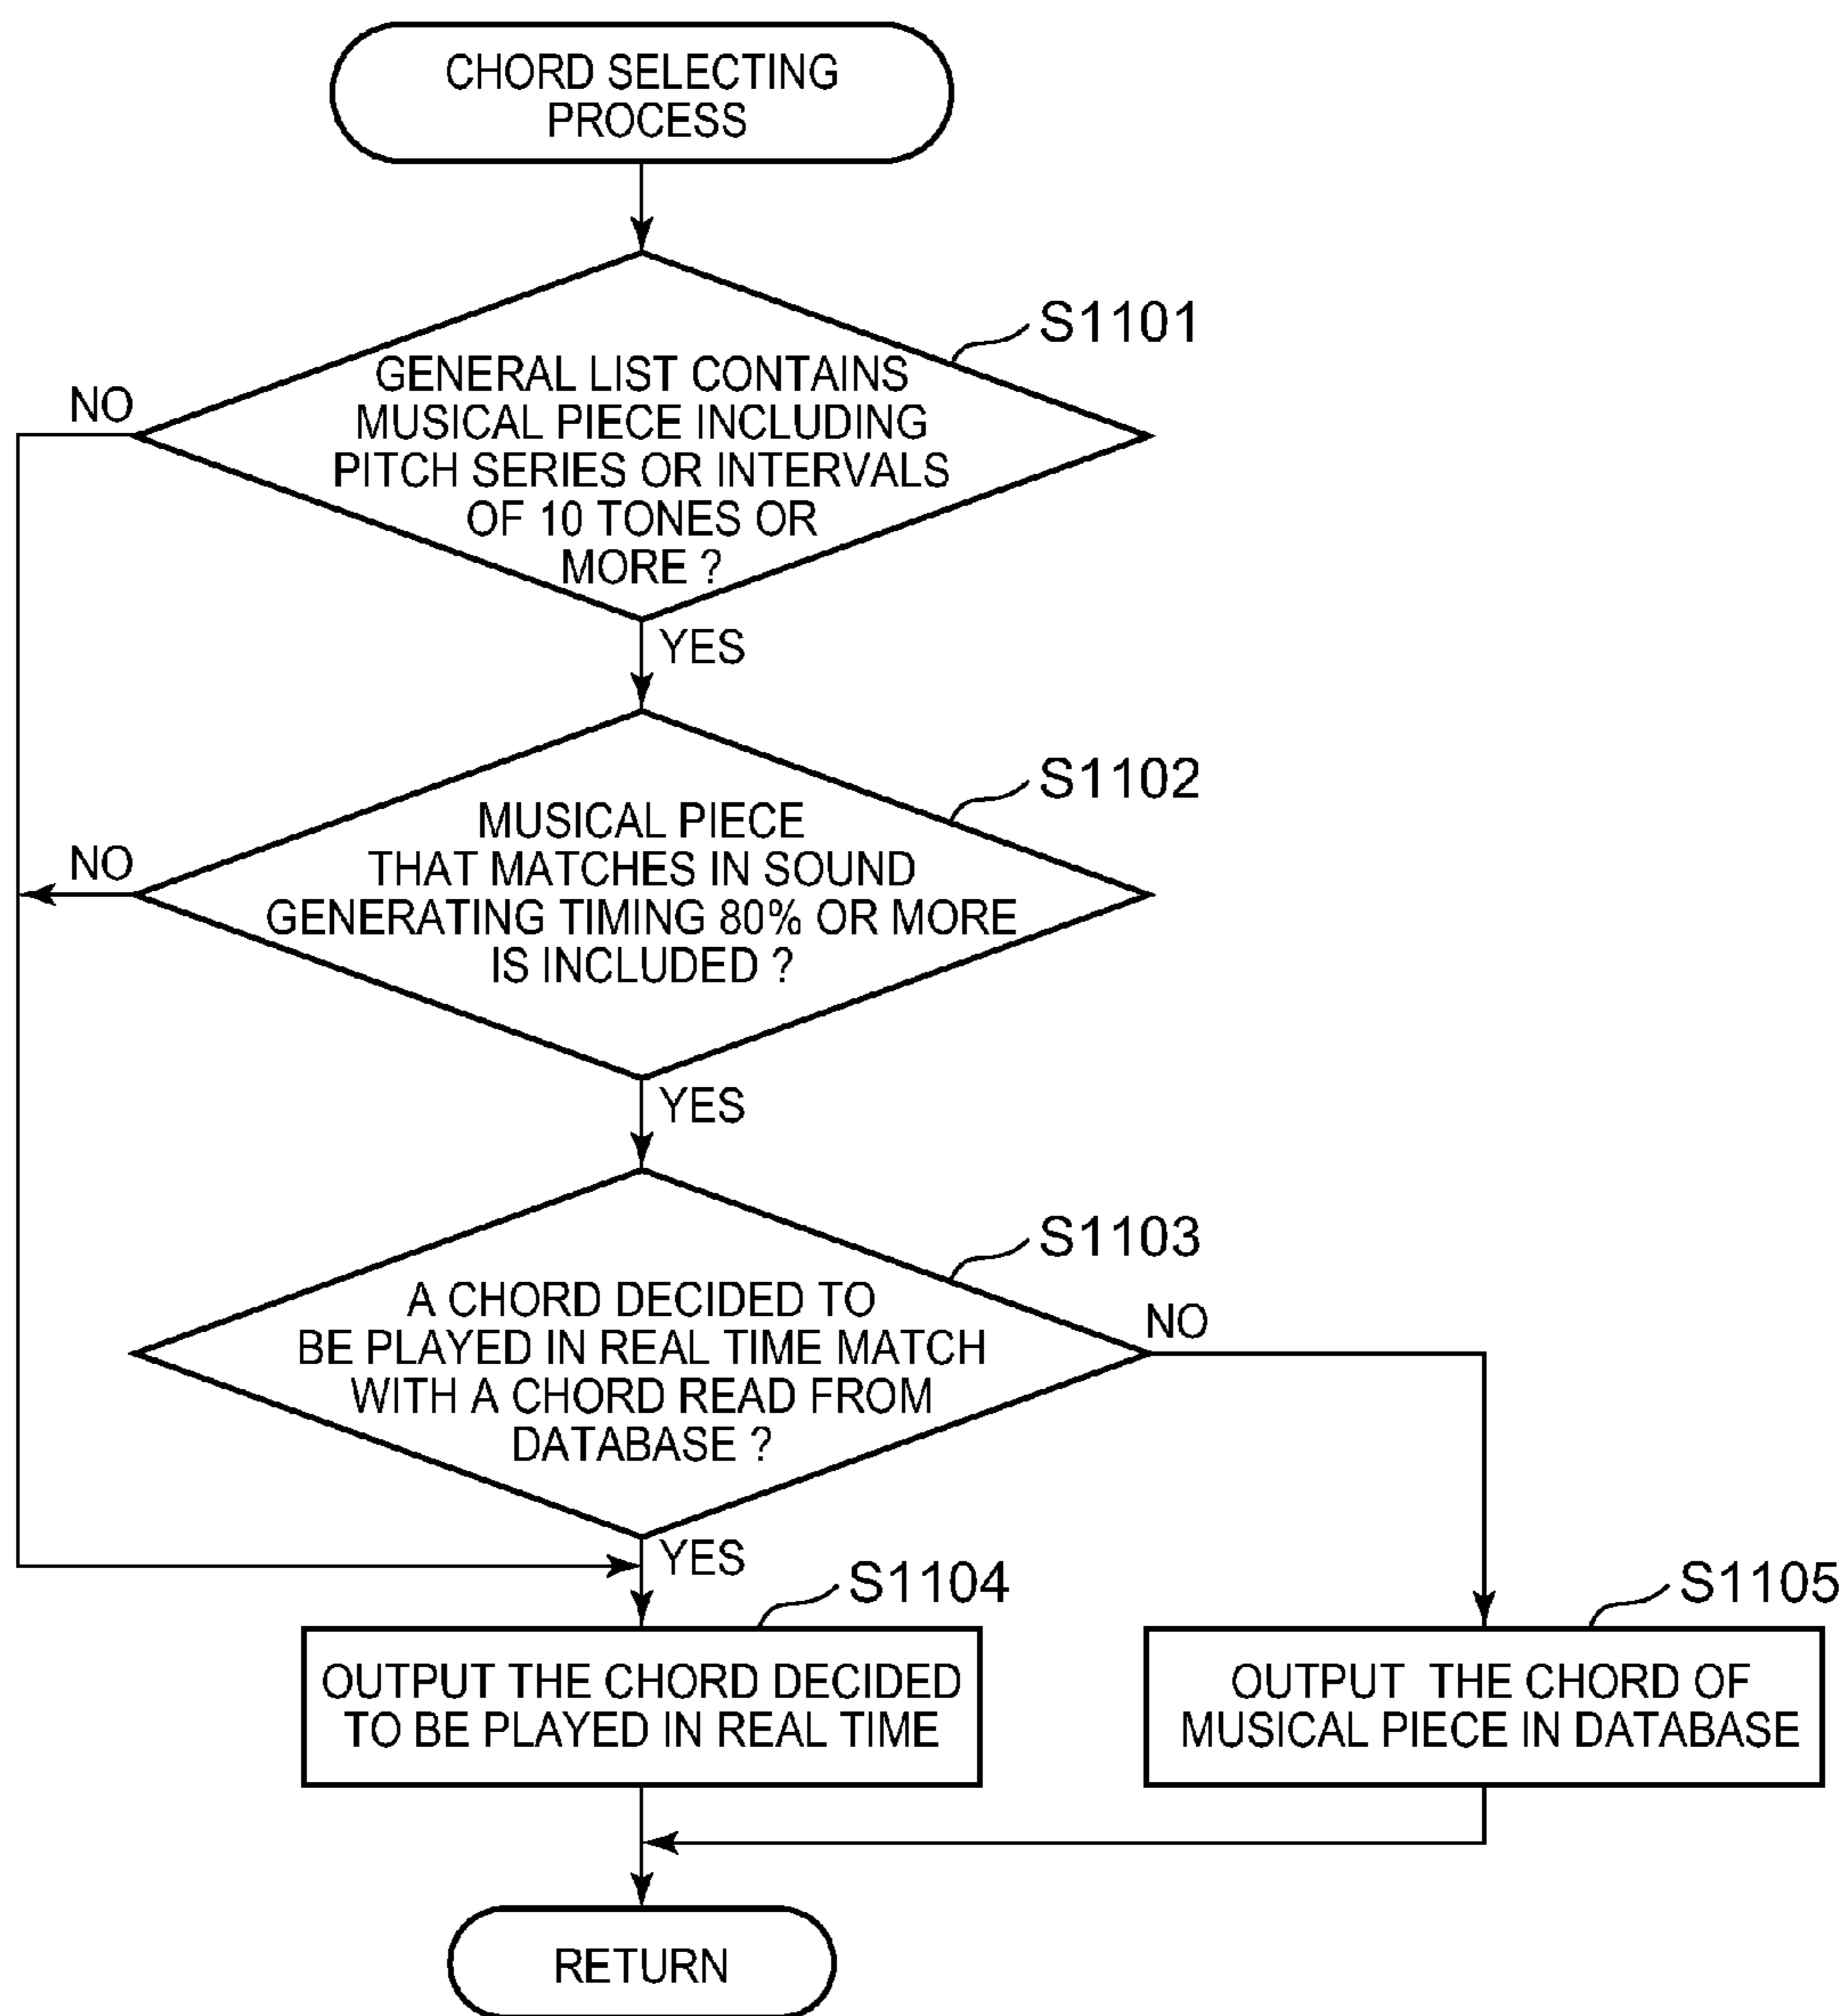 CHORD SELECTING
PROCESS
S1101
GENERAL LIST CONTAINS
MUSICAL PIECE INCLUDING
PITCH SERIES OR INTERVALS
OF 10 TONES OR
MORE ?
NO
YES
S1102
MUSICAL PIECE
THAT MATCHES IN SOUND
GENERATING TIMING 80% OR MORE
IS INCLUDED ?
NO
YES
S1103
A CHORD DECIDED TO
BE PLAYED IN REAL TIME MATCH
WITH A CHORD READ FROM
DATABASE ?
NO
YES
S1104
OUTPUT THE CHORD DECIDED
TO BE PLAYED IN REAL TIME
S1105
OUTPUT THE CHORD OF
MUSICAL PIECE IN DATABASE
RETURN